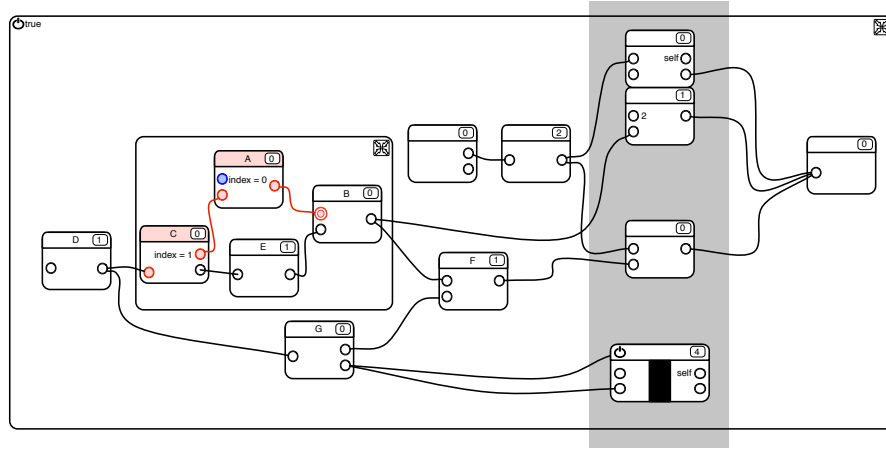 true
0
self
1
2
0
2
0
A 0
index = 0
B 0
C 0
index = 1
D 1
E 1
0
F 1
G 0
4
self